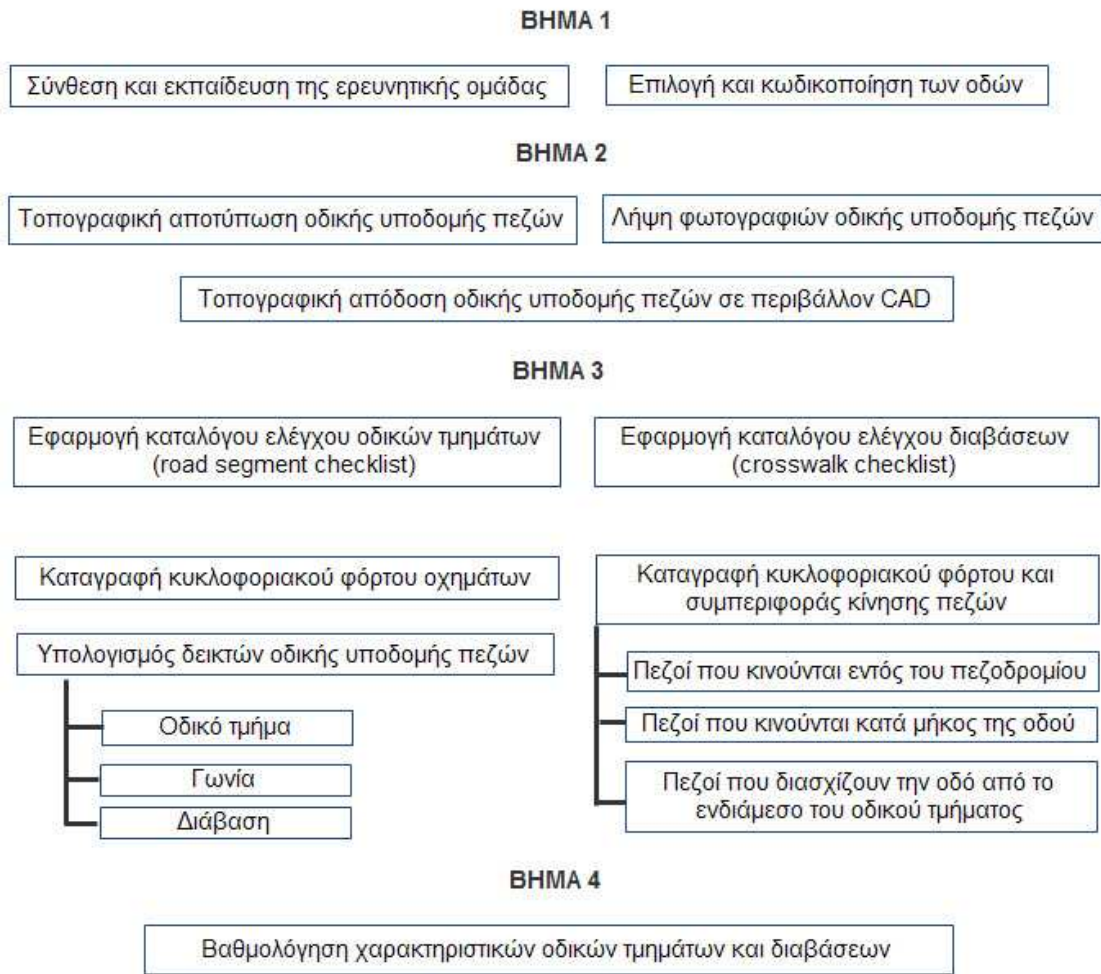 ΒΗΜΑ 1
Σύνθεση και εκπαίδευση της ερευνητικής ομάδας
Επιλογή και κωδικοποίηση των οδών
ΒΗΜΑ 2
Τοπογραφική αποτύπωση οδικής υποδομής πεζών
Λήψη φωτογραφιών οδικής υποδομής πεζών
Τοπογραφική απόδοση οδικής υποδομής πεζών σε περιβάλλον CAD
ΒΗΜΑ 3
Εφαρμογή καταλόγου ελέγχου οδικών τμημάτων
(road segment checklist)
Εφαρμογή καταλόγου ελέγχου διαβάσεων
(crosswalk checklist)
Καταγραφή κυκλοφοριακού φόρτου οχημάτων
Υπολογισμός δεικτών οδικής υποδομής πεζών
Οδικό τμήμα
Γωνία
Διάβαση
Καταγραφή κυκλοφοριακού φόρτου και
συμπεριφοράς κίνησης πεζών
Πεζοί που κινούνται εντός του πεζοδρομίου
Πεζοί που κινούνται κατά μήκος της οδού
Πεζοί που διασχίζουν την οδό από το
ενδιάμεσο του οδικού τμήματος
ΒΗΜΑ 4
Βαθμολόγηση χαρακτηριστικών οδικών τμημάτων και διαβάσεων